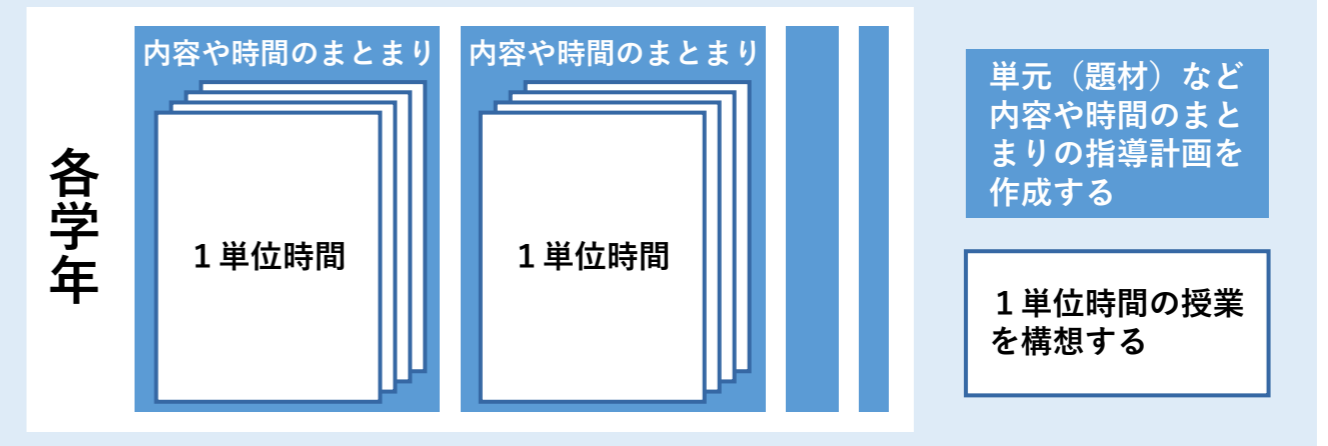 各学年
内容や時間のまとまり
１単位時間
内容や時間のまとまり
１単位時間
単元（題材）など
内容や時間のまと
まりの指導計画を
作成する
１単位時間の授業
を構想する